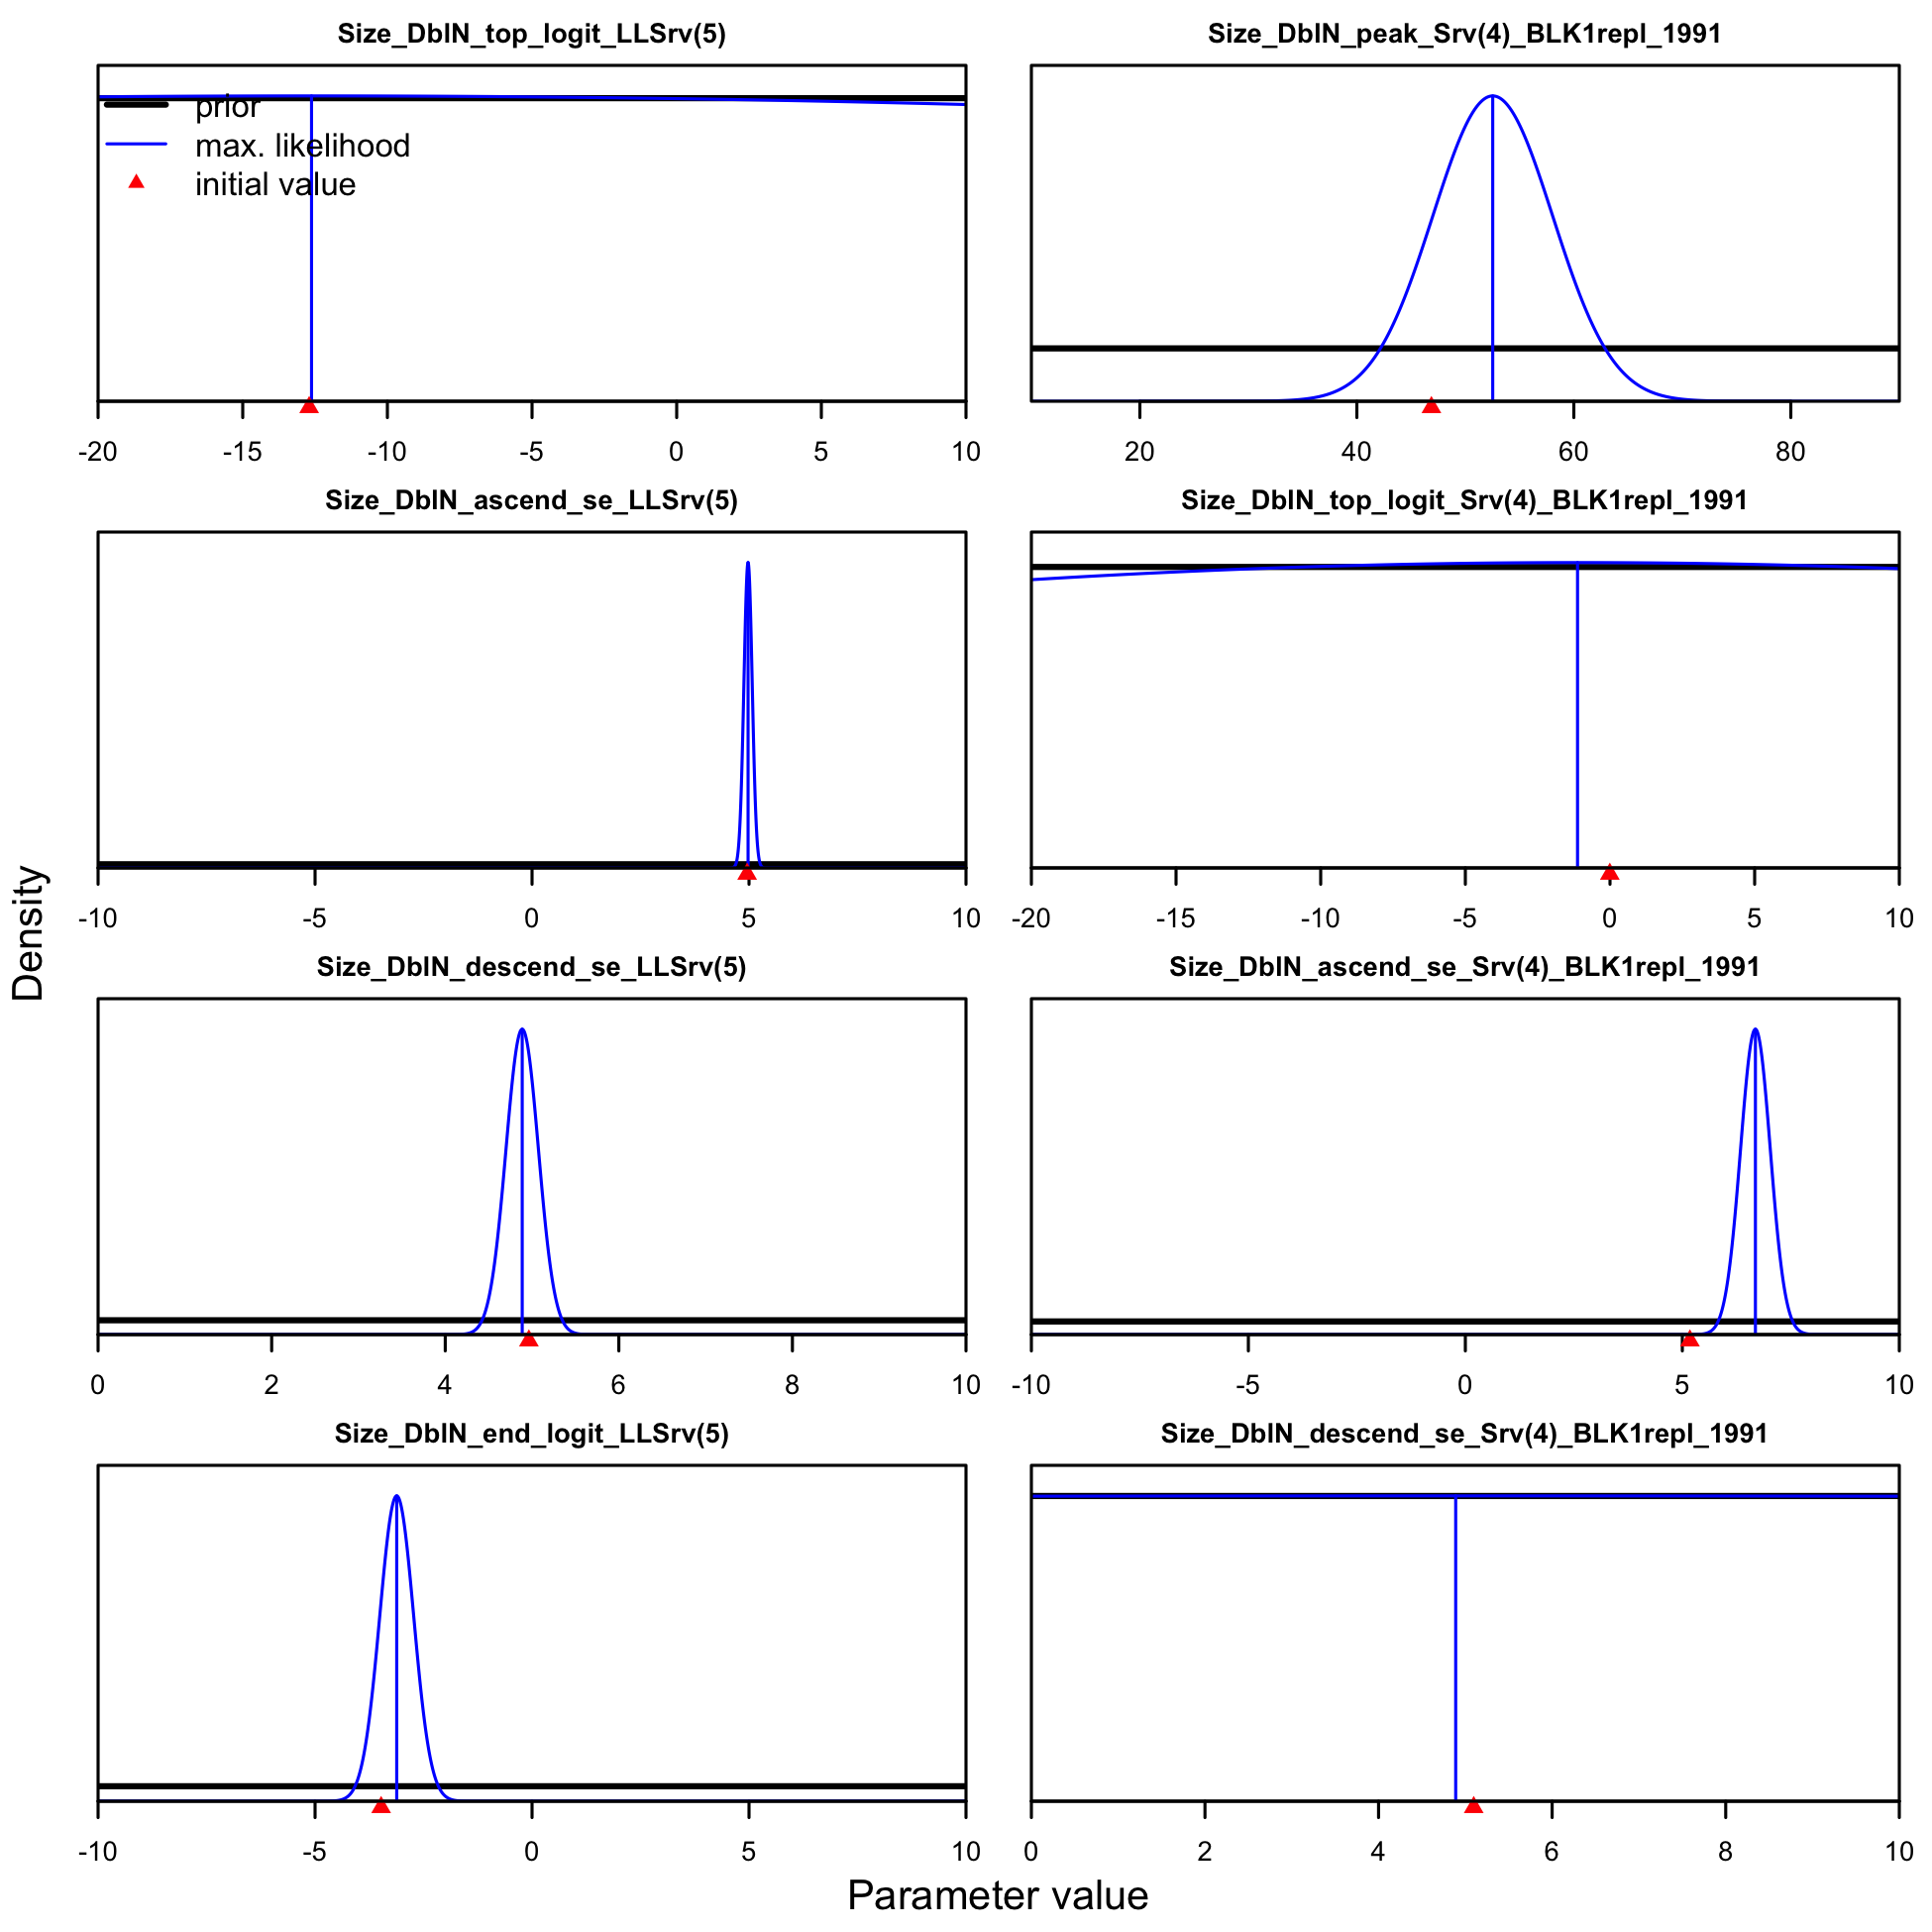 Size_DblN_top_logit_LLSrv(5)
prior
max. likelihood
initial value
-20 -15 -10 -5 0 5 10
Size_DblN_peak_Srv(4)_BLK1repl_1991
20 40 60 80
Size_DblN_ascend_se_LLSrv(5)
-10 -5 0 5 10
Size_DblN_top_logit_Srv(4)_BLK1repl_1991
-20 -15 -10 -5 0 5 10
Size_DblN_descend_se_LLSrv(5)
0 2 4 6 8 10
Size_DblN_ascend_se_Srv(4)_BLK1repl_1991
-10 -5 0 5 10
Size_DblN_end_logit_LLSrv(5)
-10 -5 0 5 10
Size_DblN_descend_se_Srv(4)_BLK1repl_1991
0 2 4 6 8 10
Density
Parameter value